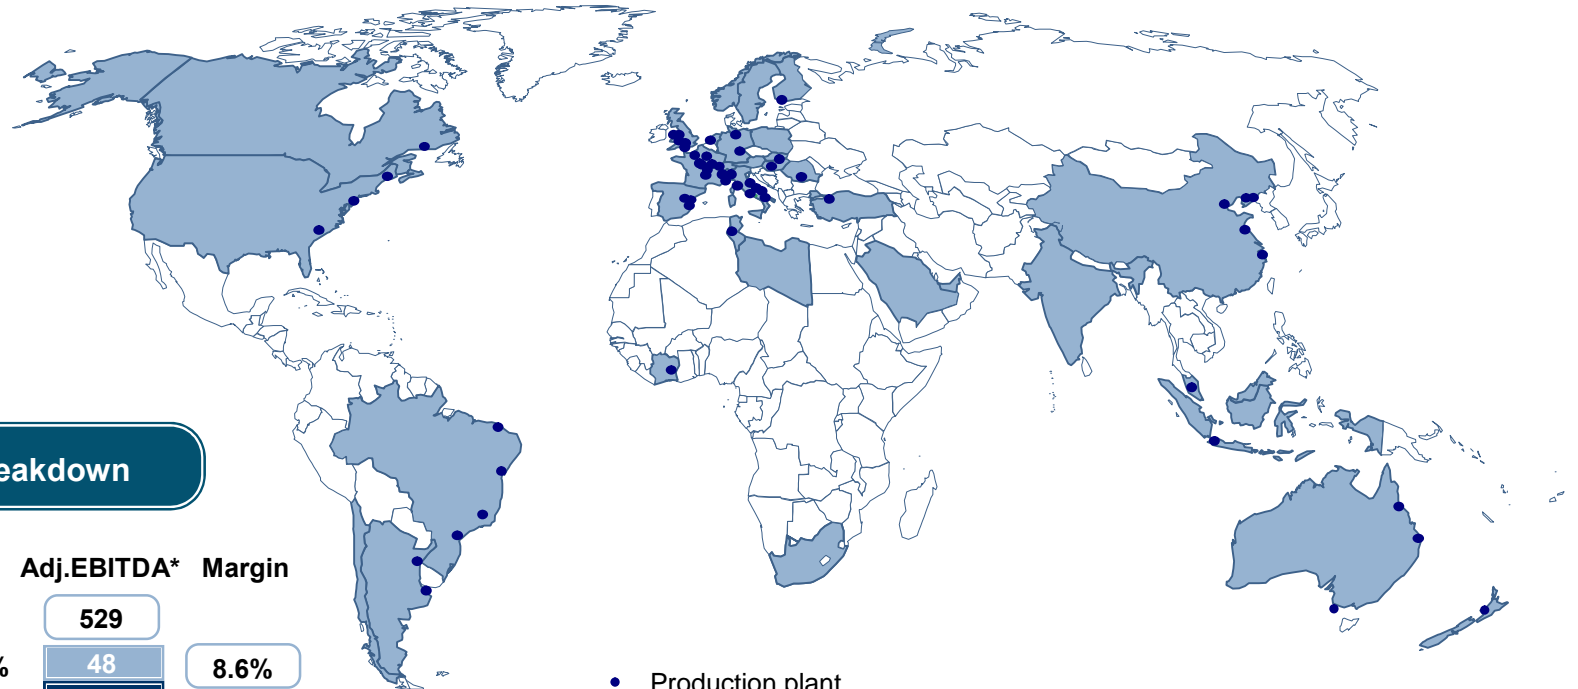 eakdown
Adj.EBITDA* Margin
529
% 48 8.6%
Production plant